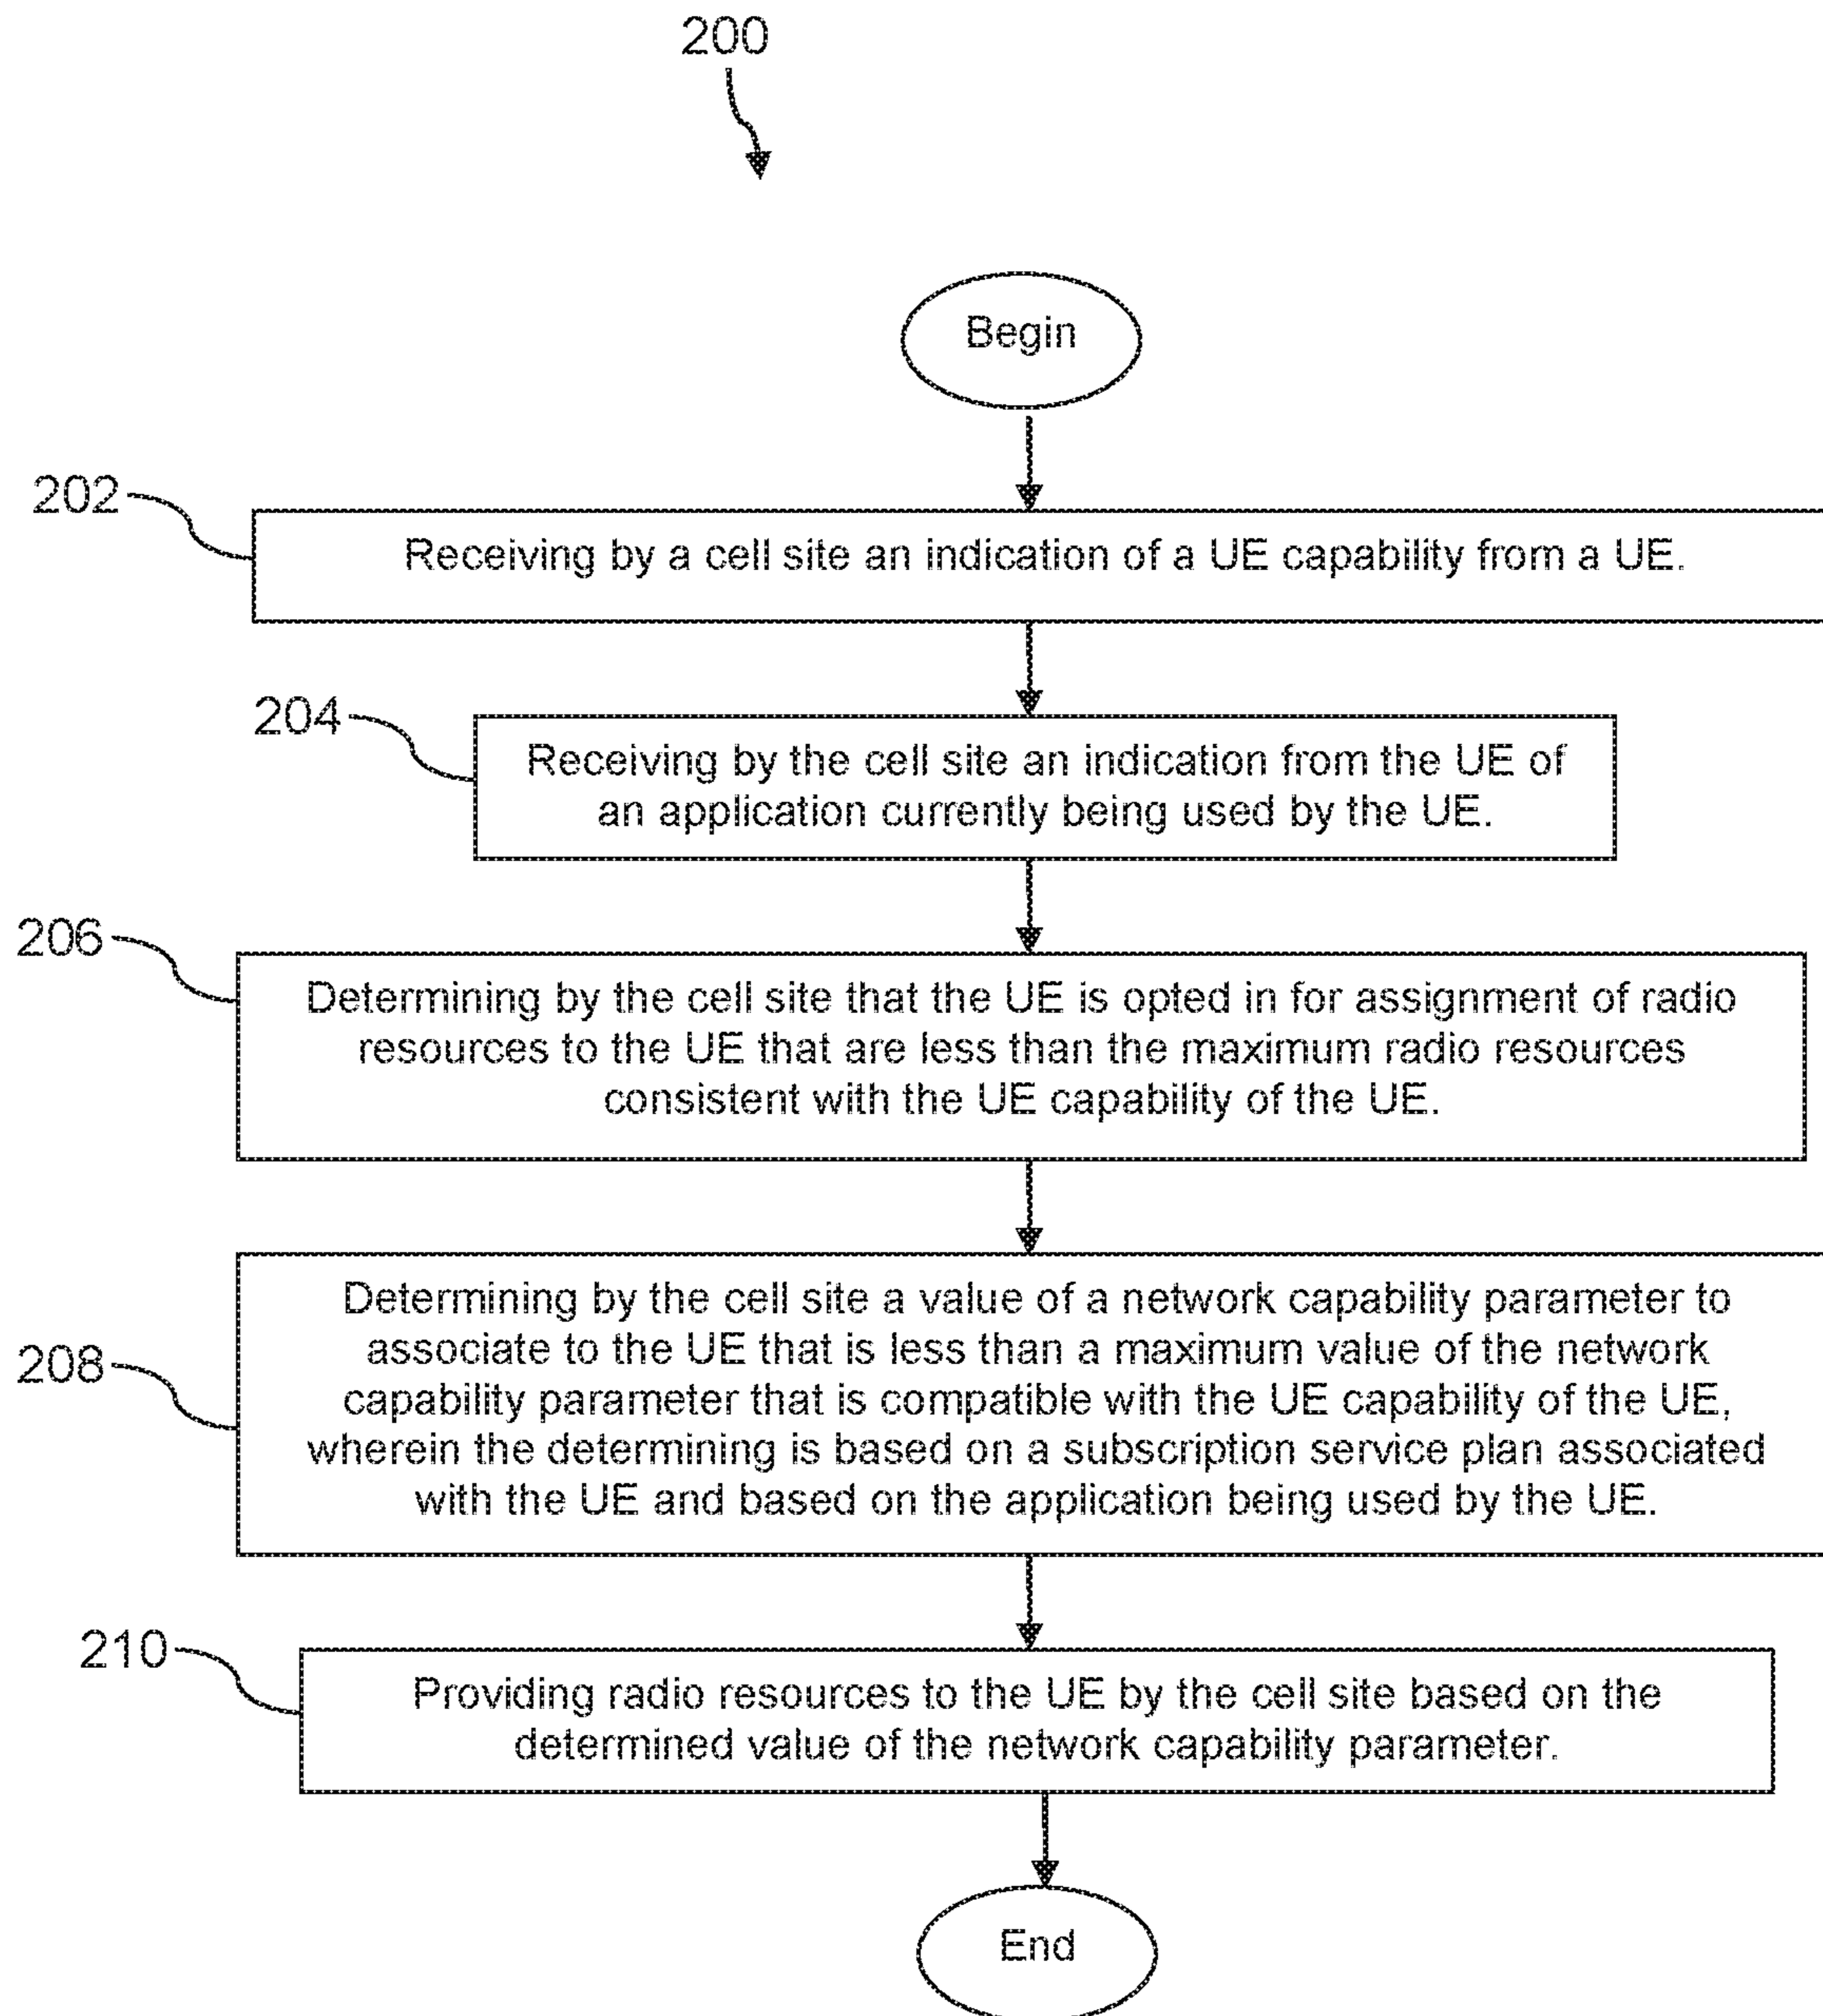 200
Begin
202
Receiving by a cell site an indication of a UE capability from a UE.
204
Receiving by the cell site an indication from the UE of
an application currently being used by the UE.
206
Determining by the cell site that the UE is opted in for assignment of radio
resources to the UE that are less than the maximum radio resources
consistent with the UE capability of the UE.
208
Determining by the cell site a value of a network capability parameter to
associate to the UE that is less than a maximum value of the network
capability parameter that is compatible with the UE capability of the UE,
wherein the determining is based on a subscription service plan associated
with the UE and based on the application being used by the UE.
210
Providing radio resources to the UE by the cell site based on the
determined value of the network capability parameter.
End